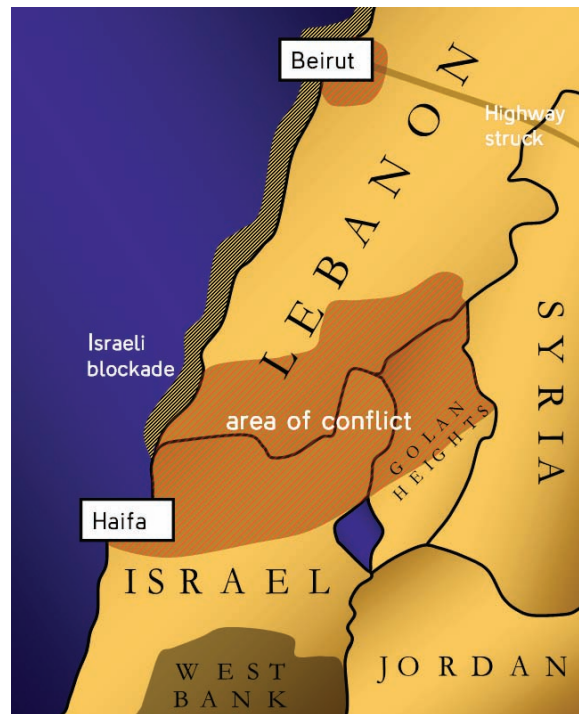 Beirut
Highway
struck
LEBANON
SYRIA
Israeli
blockade
area of conflict
GOLAN
HEIGHTS
Haifa
ISRAEL
WEST
BANK
JORDAN